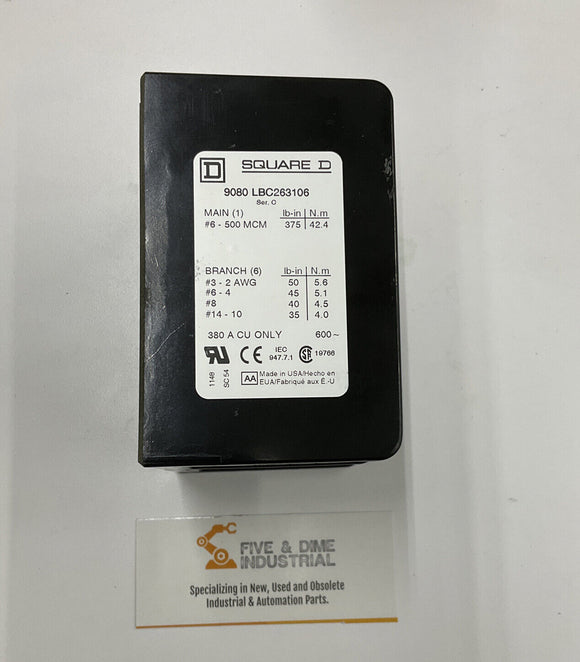 D SQUARE D
9080 LBC263106
Ser. C
MAIN (1) lb-in N.m
#6 - 500 MCM 375 42.4
BRANCH (6) lb-in N.m
#3 - 2 AWG 50 5.6
#6 - 4 45 5.1
#8 40 4.5
#14 - 10 35 4.0
380 A CU ONLY 600~
IEC
947.7.1
19766
1148
SC 54
AA
Made in USA/Hecho en
EUA/Fabriqué aux É.-U
FIVE & DIME
INDUSTRIAL
Specializing in New, Used and Obsolete
Industrial & Automation Parts.